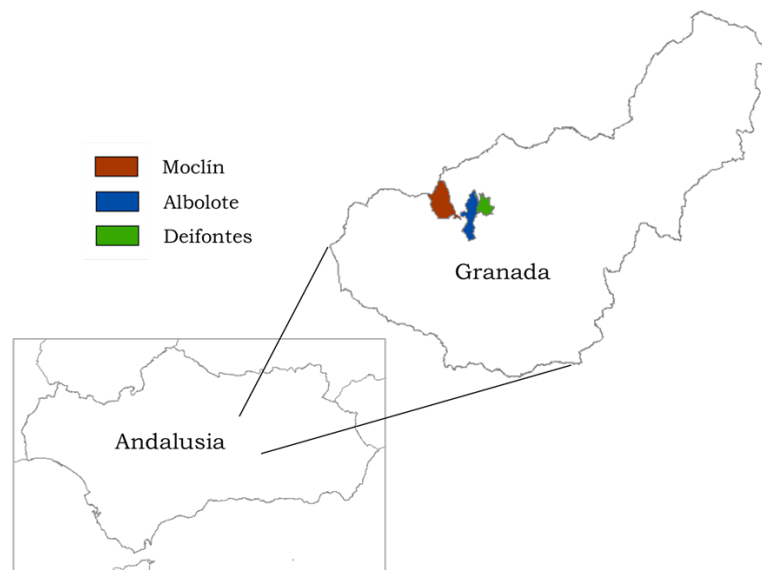 Moclín
Albolote
Deifontes
Granada
Andalusia